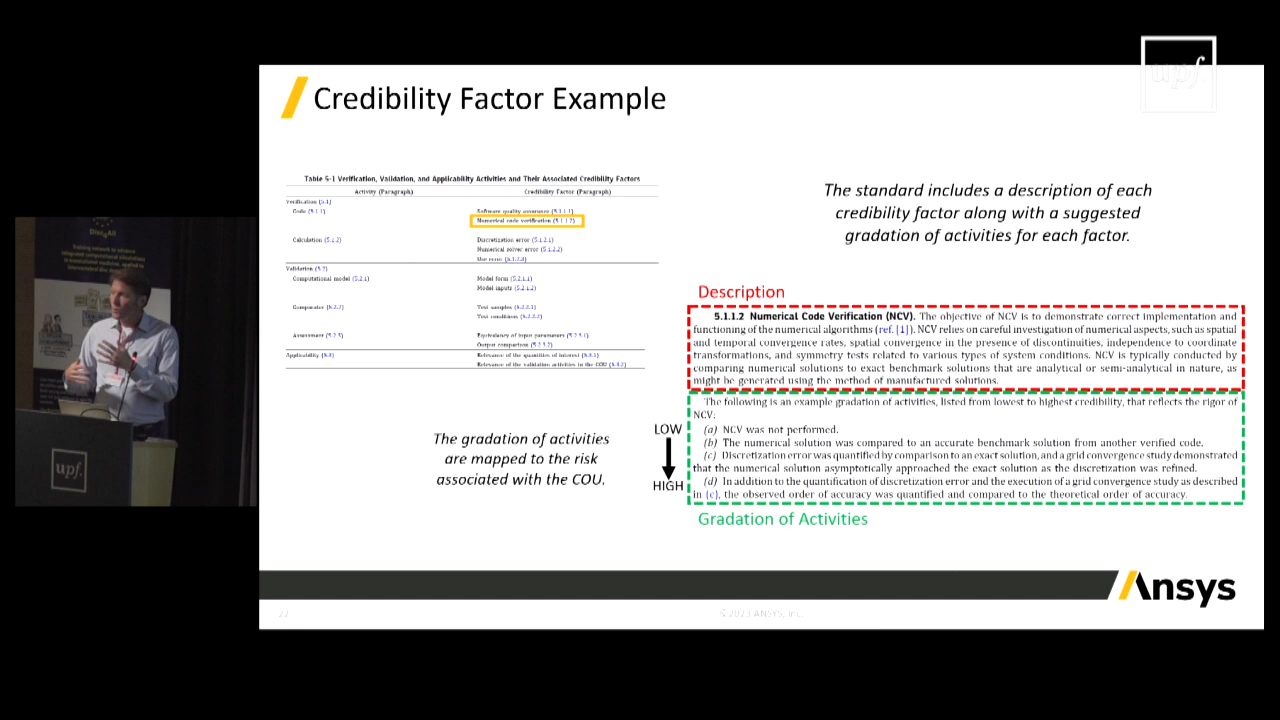 upf.
Credibility Factor Example
Table 5-1 Verification, Validation, and Applicability Activities and Their Associated Credibility Factors
Activity (Paragraph) Credibility Factor (Paragraph)
Verification (5.1)
Code (5.1.1) Software quality assurance (5.1.1.1)
Numerical code verification (5.1.1.2)
Calculation (5.1.2) Discretization error (5.1.2.1)
Numerical solver error (5.1.2.2)
Use error (5.1.2.3)
Validation (5.2)
Computational model (5.2.1) Model form (5.2.1.1)
Model inputs (5.2.1.2)
Comparator (5.2.2) Test samples (5.2.2.1)
Test conditions (5.2.2.2)
Assessment (5.2.3) Equivalency of input parameters (5.2.3.1)
Output comparison (5.2.3.2)
Applicability (5.3) Relevance of the quantities of interest (5.3.1)
Relevance of the validation activities to the COU (5.3.2)
The standard includes a description of each
credibility factor along with a suggested
gradation of activities for each factor.
Description
5.1.1.2 Numerical Code Verification (NCV). The objective of NCV is to demonstrate correct implementation and
functioning of the numerical algorithms (ref. [1]). NCV relies on careful investigation of numerical aspects, such as spatial
and temporal convergence rates, spatial convergence in the presence of discontinuities, independence to coordinate
transformations, and symmetry tests related to various types of system conditions. NCV is typically conducted by
comparing numerical solutions to exact benchmark solutions that are analytical or semi-analytical in nature, as
might be generated using the method of manufactured solutions.
The following is an example gradation of activities, listed from lowest to highest credibility, that reflects the rigor of
NCV:
(a) NCV was not performed.
(b) The numerical solution was compared to an accurate benchmark solution from another verified code.
(c) Discretization error was quantified by comparison to an exact solution, and a grid convergence study demonstrated
that the numerical solution asymptotically approached the exact solution as the discretization was refined.
(d) In addition to the quantification of discretization error and the execution of a grid convergence study as described
in (c), the observed order of accuracy was quantified and compared to the theoretical order of accuracy.
Gradation of Activities
LOW
HIGH
The gradation of activities
are mapped to the risk
associated with the COU.
Ansys
22 ©2023 ANSYS, Inc.
Disc4All
Training network to advance
integrated computational simulations
in translational medicine, applied to
intervertebral disc
upf.